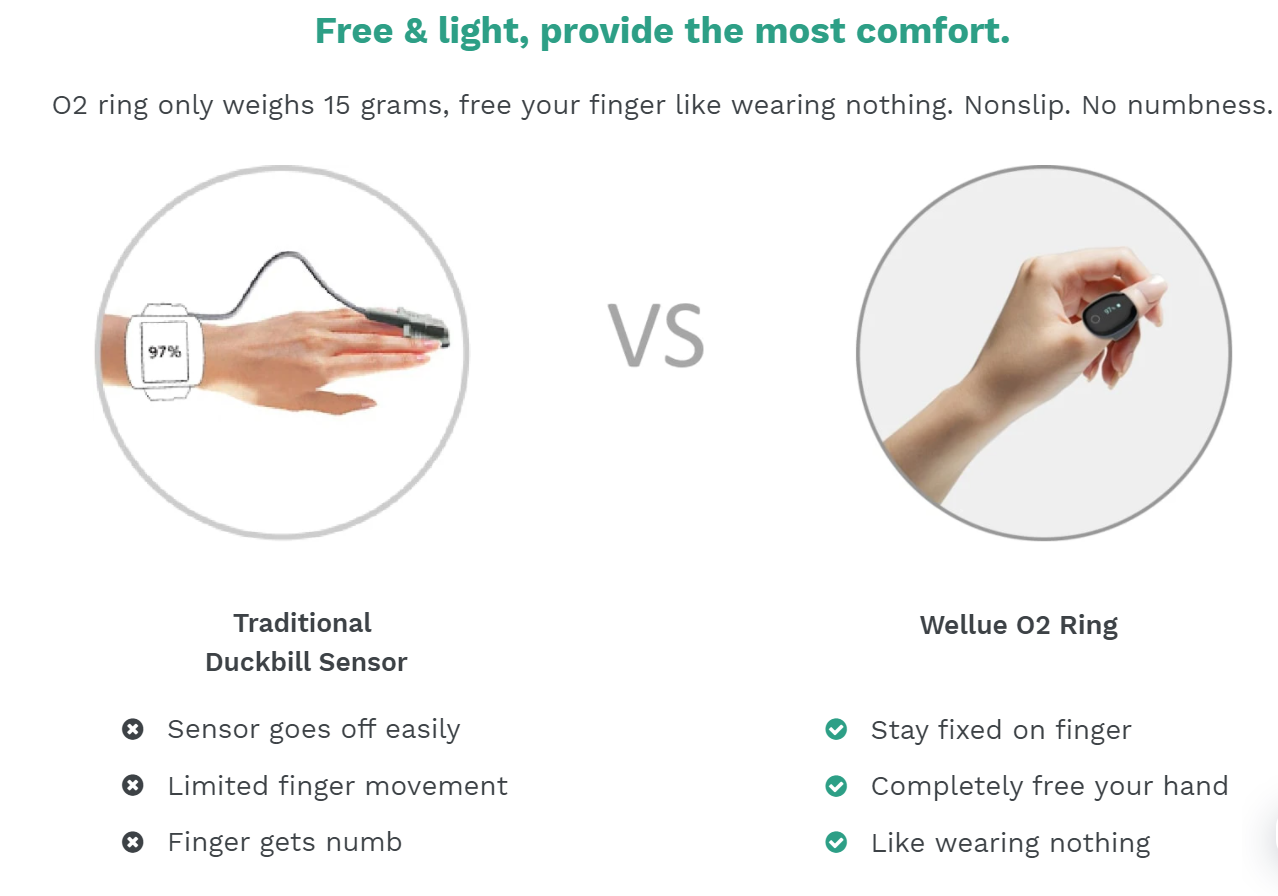 Free & light, provide the most comfort.
O2 ring only weighs 15 grams, free your finger like wearing nothing. Nonslip. No numbness.
97%
VS
97%
Traditional
Duckbill Sensor
Sensor goes off easily
Limited finger movement
Finger gets numb
Wellue O2 Ring
Stay fixed on finger
Completely free your hand
Like wearing nothing